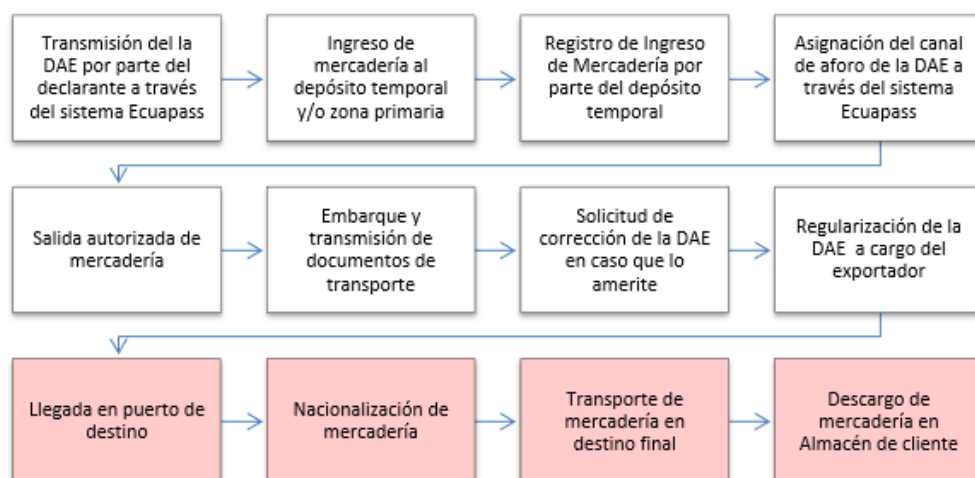 Transmisión del la
DAE por parte del
declarante a través
del sistema Ecuapass
Ingreso de
mercadería al
depósito temporal
y/o zona primaria
Registro de Ingreso
de Mercadería por
parte del depósito
temporal
Asignación del canal
de aforo de la DAE a
través del sistema
Ecuapass
Salida autorizada de
mercadería
Embarque y
transmisión de
documentos de
transporte
Solicitud de
corrección de la DAE
en caso que lo
amerite
Regularización de la
DAE a cargo del
exportador
Llegada en puerto de
destino
Nacionalización de
mercadería
Transporte de
mercadería en
destino final
Descargo de
mercadería en
Almacén de cliente